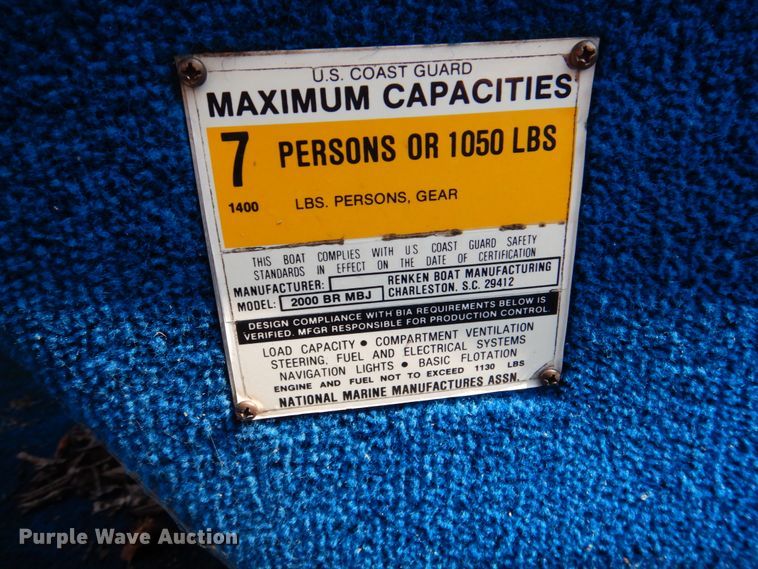 U.S. COAST GUARD
MAXIMUM CAPACITIES
7 PERSONS OR 1050 LBS
1400 LBS. PERSONS, GEAR
THIS BOAT COMPLIES WITH U.S. COAST GUARD SAFETY
STANDARDS IN EFFECT ON THE DATE OF CERTIFICATION
MANUFACTURER: RENKEN BOAT MANUFACTURING
MODEL: 2000 BR MBJ CHARLESTON, S.C. 29412
DESIGN COMPLIANCE WITH BIA REQUIREMENTS BELOW IS
VERIFIED. MFGR RESPONSIBLE FOR PRODUCTION CONTROL.
LOAD CAPACITY • COMPARTMENT VENTILATION
STEERING, FUEL AND ELECTRICAL SYSTEMS
NAVIGATION LIGHTS • BASIC FLOTATION
ENGINE AND FUEL NOT TO EXCEED 1130 LBS
NATIONAL MARINE MANUFACTURES ASSN.
Purple Wave Auction